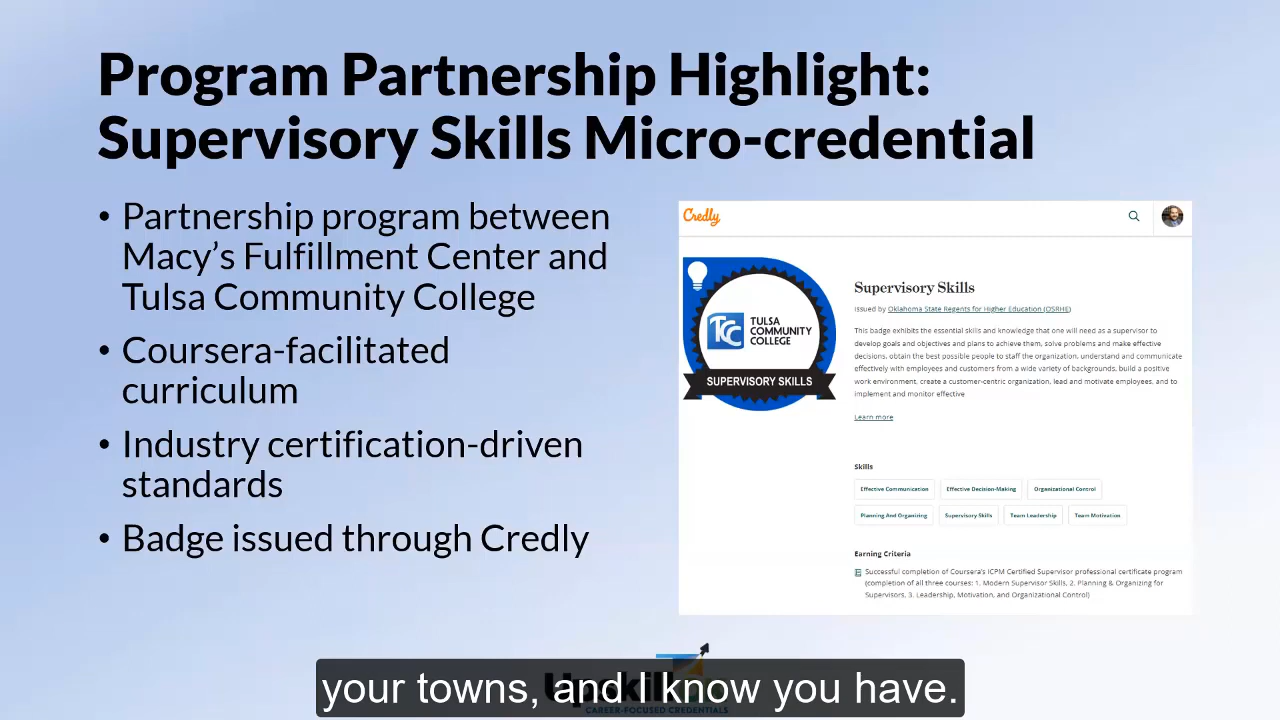 Program Partnership Highlight:
Supervisory Skills Micro-credential
• Partnership program between
Macy's Fulfillment Center and
Tulsa Community College
• Coursera-facilitated
curriculum
• Industry certification-driven
standards
• Badge issued through Credly
Credly
TCC
TULSA
COMMUNITY
COLLEGE
SUPERVISORY SKILLS
Supervisory Skills
Issued by Oklahoma State Regents for Higher Education (OSRHE)
This badge exhibits the essential skills and knowledge that one will need as a supervisor to
develop goals and objectives and plans to achieve them, solve problems and make effective
decisions, obtain the best possible people to staff the organization, understand and communicate
effectively with employees and customers from a wide variety of backgrounds, build a positive
work environment, create a customer-centric organization, lead and motivate employees, and to
implement and monitor effective
Learn more
Skills
Effective Communication Effective Decision-Making Organizational Control
Planning And Organizing Supervisory Skills Team Leadership Team Motivation
Earning Criteria
Successful completion of Coursera's ICPM Certified Supervisor professional certificate program
(completion of all three courses: 1. Modern Supervisor Skills, 2. Planning & Organizing for
Supervisors, 3. Leadership, Motivation, and Organizational Control)
your towns, and I know you have.
CAREER-FOCUSED CREDENTIALS